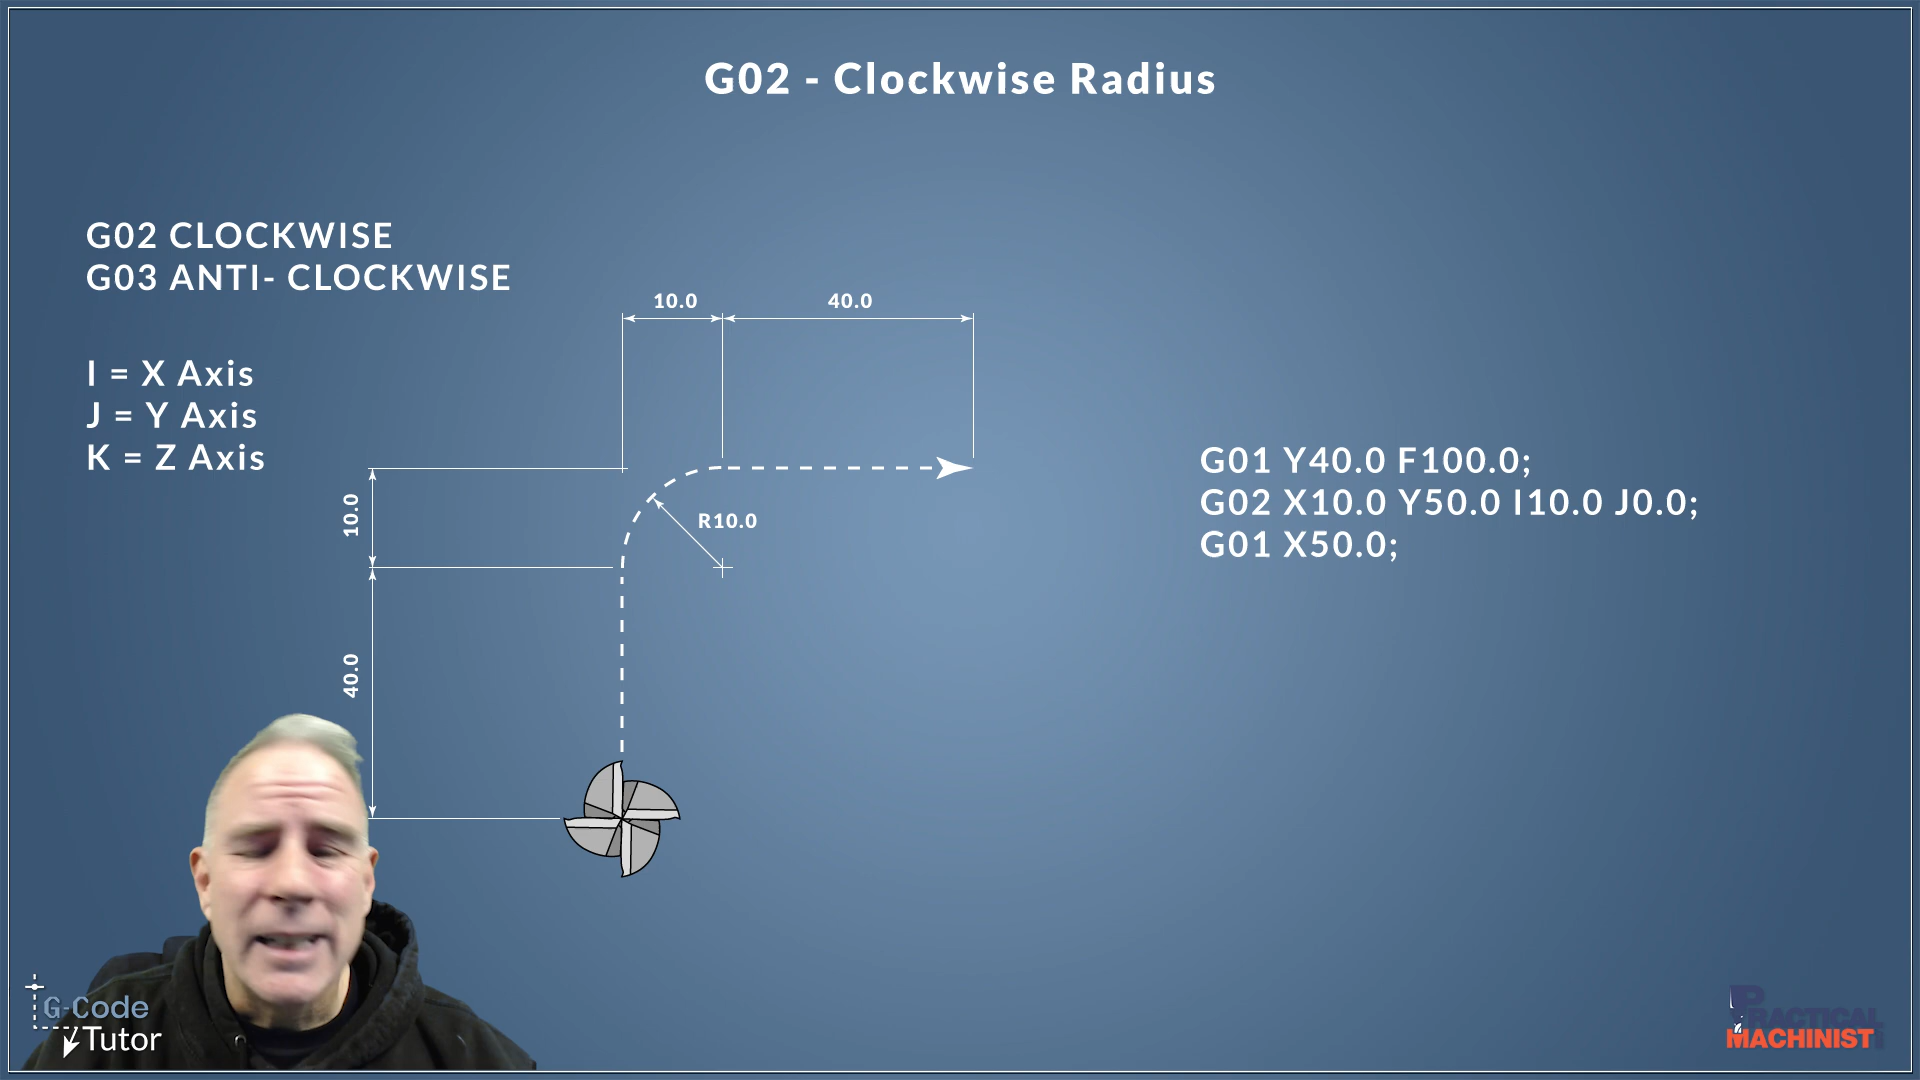 G02 - Clockwise Radius
G02 CLOCKWISE
G03 ANTI- CLOCKWISE
I = X Axis
J = Y Axis
K = Z Axis
10.0
40.0
10.0
R10.0
40.0
G01 Y40.0 F100.0;
G02 X10.0 Y50.0 I10.0 J0.0;
G01 X50.0;
G-Code
Tutor
PRACTICAL
MACHINIST